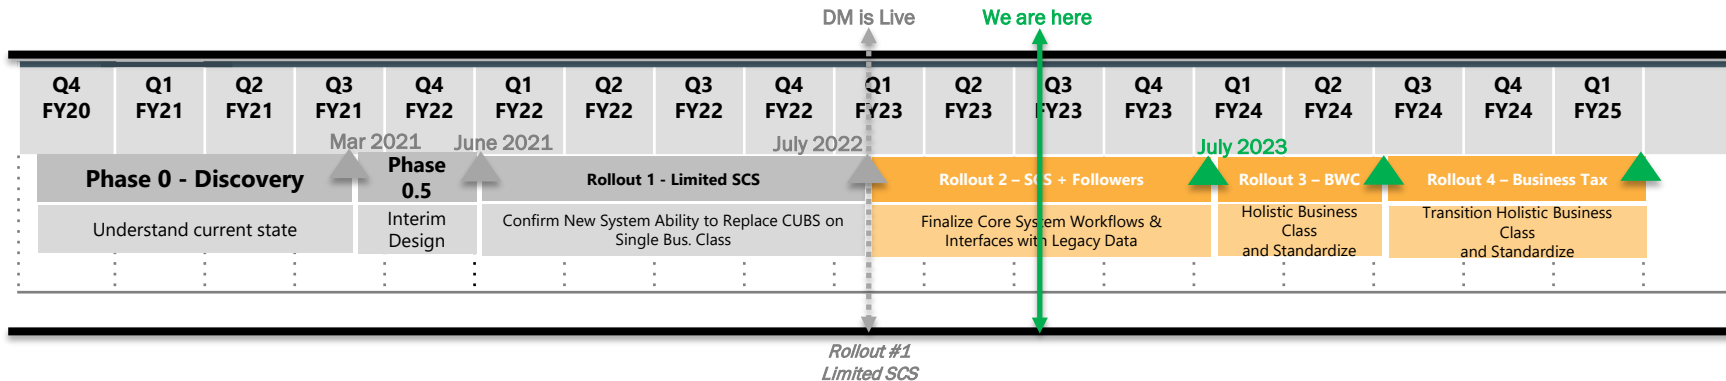 DM is Live
We are here
Q4 FY20
Q1 FY21
Q2 FY21
Q3 FY21
Q4 FY22
Q1 FY22
Q2 FY22
Q3 FY22
Q4 FY22
Q1 FY23
Q2 FY23
Q3 FY23
Q4 FY23
Q1 FY24
Q2 FY24
Q3 FY24
Q4 FY24
Q1 FY25
Mar 2021
June 2021
July 2022
July 2023
Phase 0 - Discovery
Phase
0.5
Rollout 1 - Limited SCS
Rollout 2 – SCS + Followers
Rollout 3 – BWC
Rollout 4 – Business Tax
Understand current state
Interim
Design
Confirm New System Ability to Replace CUBS on
Single Bus. Class
Finalize Core System Workflows &
Interfaces with Legacy Data
Holistic Business
Class
and Standardize
Transition Holistic Business
Class
and Standardize
Rollout #1
Limited SCS